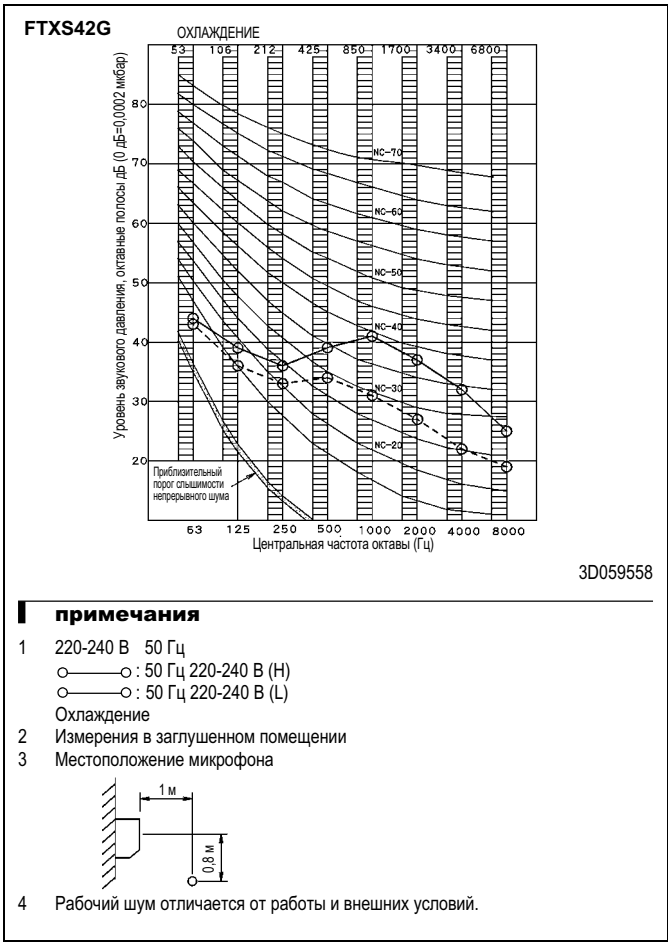 FTXS42G
ОХЛАЖДЕНИЕ
53 106 212 425 850 1700 3400 6800
Уровень звукового давления, октавные полосы дБ (0 дБ=0,0002 мкбар)
80
70
60
50
40
30
20
NC-70
NC-60
NC-50
NC-40
NC-30
NC-20
Приблизительный
порог слышимости
непрерывного шума
63 125 250 500 1000 2000 4000 8000
Центральная частота октавы (Гц)
3D059558
примечания
1 220-240 В 50 Гц
: 50 Гц 220-240 В (H)
: 50 Гц 220-240 В (L)
Охлаждение
2 Измерения в заглушенном помещении
3 Местоположение микрофона
1 м
0,8 м
4 Рабочий шум отличается от работы и внешних условий.